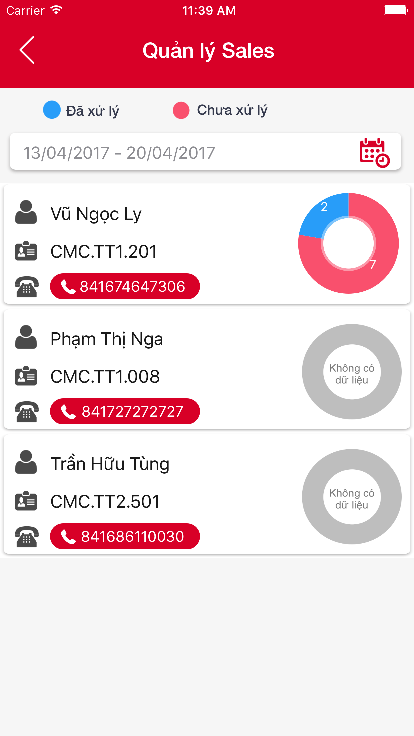 Carrier 11:39 AM
Quản lý Sales
Đã xử lý Chưa xử lý
13/04/2017 - 20/04/2017
Vũ Ngọc Ly
CMC.TT1.201
841674647306
2
7
Phạm Thị Nga
CMC.TT1.008
841727272727
Không có
dữ liệu
Trần Hữu Tùng
CMC.TT2.501
841686110030
Không có
dữ liệu